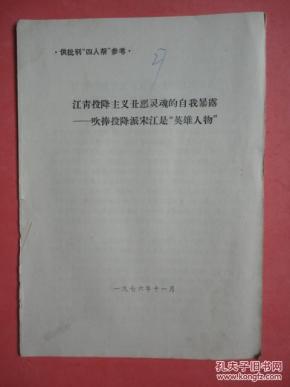 ·供批判“四人帮”参考·
29
江青投降主义丑恶灵魂的自我暴露
——吹捧投降派宋江是“英雄人物”
一九七六年十一月
孔夫子旧书网